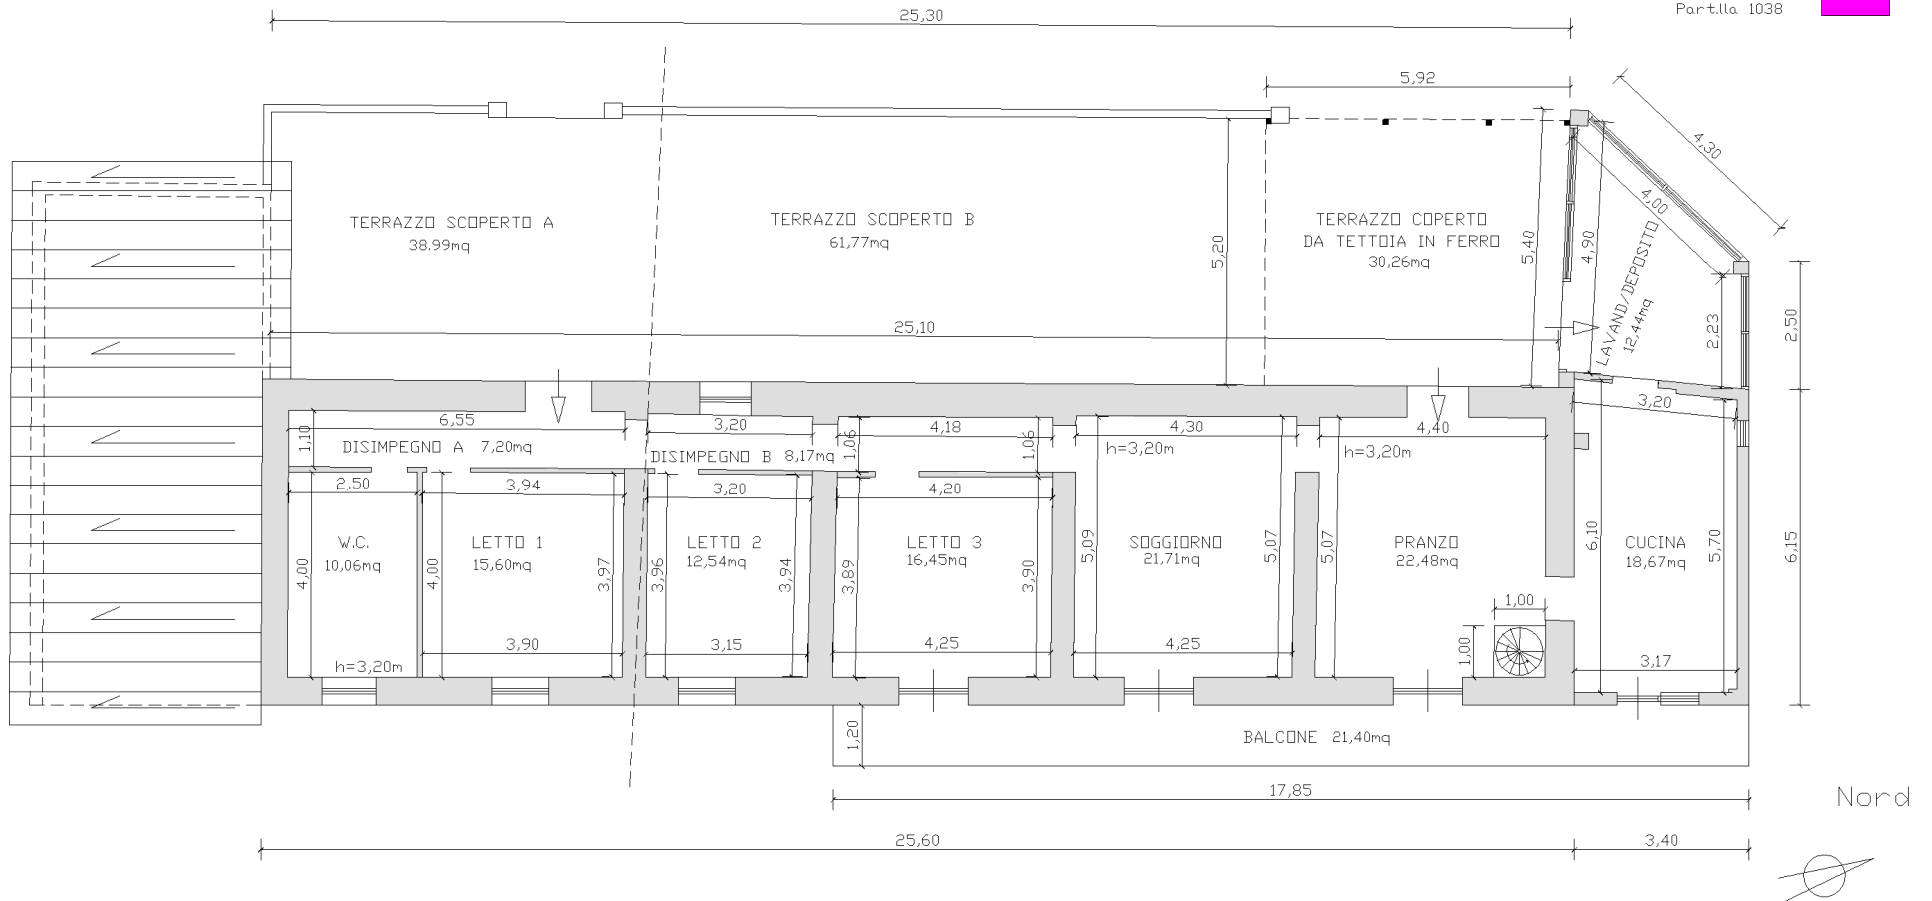 Part.lla 1038
25,30
5,92
4,30
4,00
TERRAZZO SCOPERTO A
38.99mq
TERRAZZO SCOPERTO B
61,77mq
TERRAZZO COPERTO
DA TETTOIA IN FERRO
30,26mq
5,20
5,40
4,90
LAVAND/DEPOSITO
12,44mq
2,23
2,50
25,10
3,20
6,55
1,10
DISIMPEGNO A 7,20mq
3,20
DISIMPEGNO B 8,17mq
1,06
4,18
1,06
4,30
h=3,20m
4,40
h=3,20m
2,50
3,94
3,20
4,20
W.C.
10,06mq
LETTO 1
15,60mq
LETTO 2
12,54mq
LETTO 3
16,45mq
SOGGIORNO
21,71mq
PRANZO
22,48mq
CUCINA
18,67mq
4,00
4,00
3,97
3,96
3,94
3,89
3,90
5,09
5,07
5,07
6,10
5,70
6,15
1,00
1,00
3,90
3,15
4,25
4,25
3,17
h=3,20m
1,20
BALCONE 21,40mq
17,85
Nord
25,60
3,40